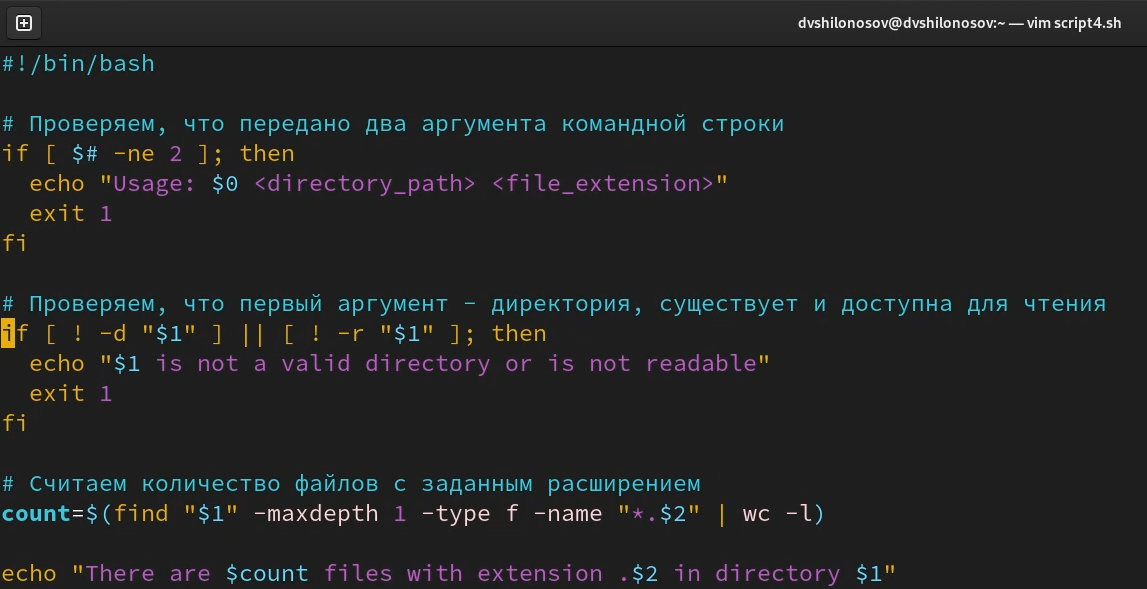 dvshilonosov@dvshilonosov:~ — vim script4.sh
#!/bin/bash

# Проверяем, что передано два аргумента командной строки
if [ $# -ne 2 ]; then
  echo "Usage: $0 <directory_path> <file_extension>"
  exit 1
fi

# Проверяем, что первый аргумент - директория, существует и доступна для чтения
if [ ! -d "$1" ] || [ ! -r "$1" ]; then
  echo "$1 is not a valid directory or is not readable"
  exit 1
fi

# Считаем количество файлов с заданным расширением
count=$(find "$1" -maxdepth 1 -type f -name "*.$2" | wc -l)

echo "There are $count files with extension .$2 in directory $1"